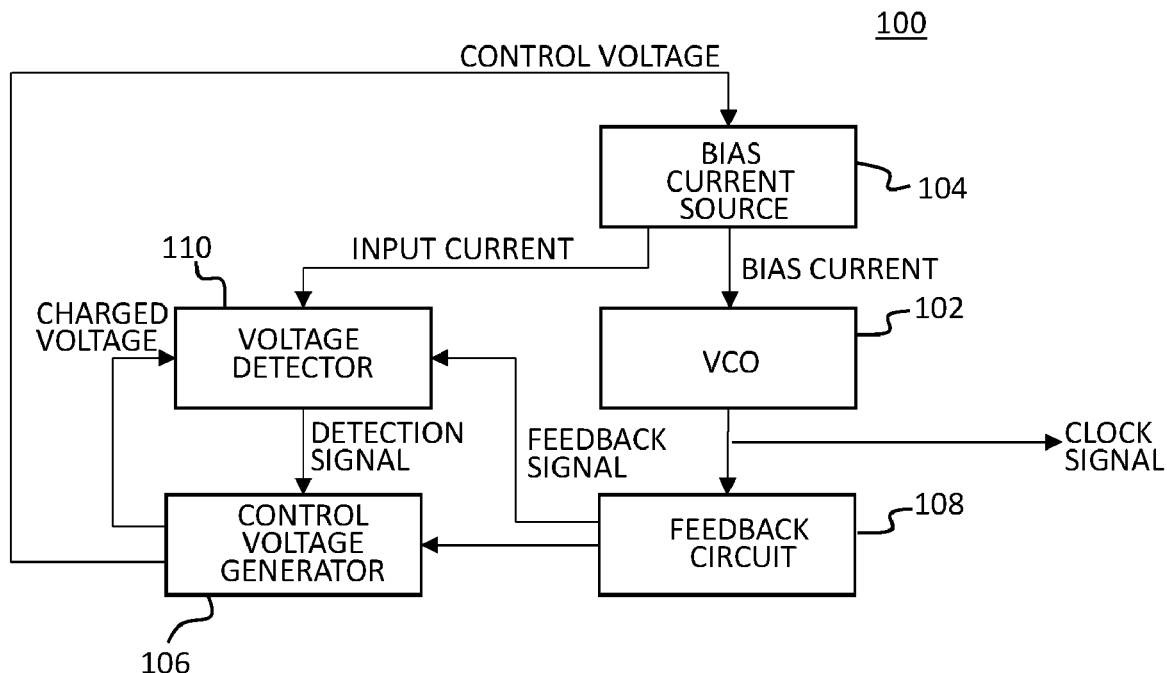 100
CONTROL VOLTAGE
BIAS
CURRENT
SOURCE
104
110
INPUT CURRENT
BIAS CURRENT
102
CHARGED
VOLTAGE
VOLTAGE
DETECTOR
VCO
DETECTION
SIGNAL
FEEDBACK
SIGNAL
CLOCK
SIGNAL
CONTROL
VOLTAGE
GENERATOR
FEEDBACK
CIRCUIT
108
106